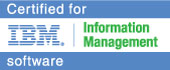 Certified for
IBM® Information
Management
software